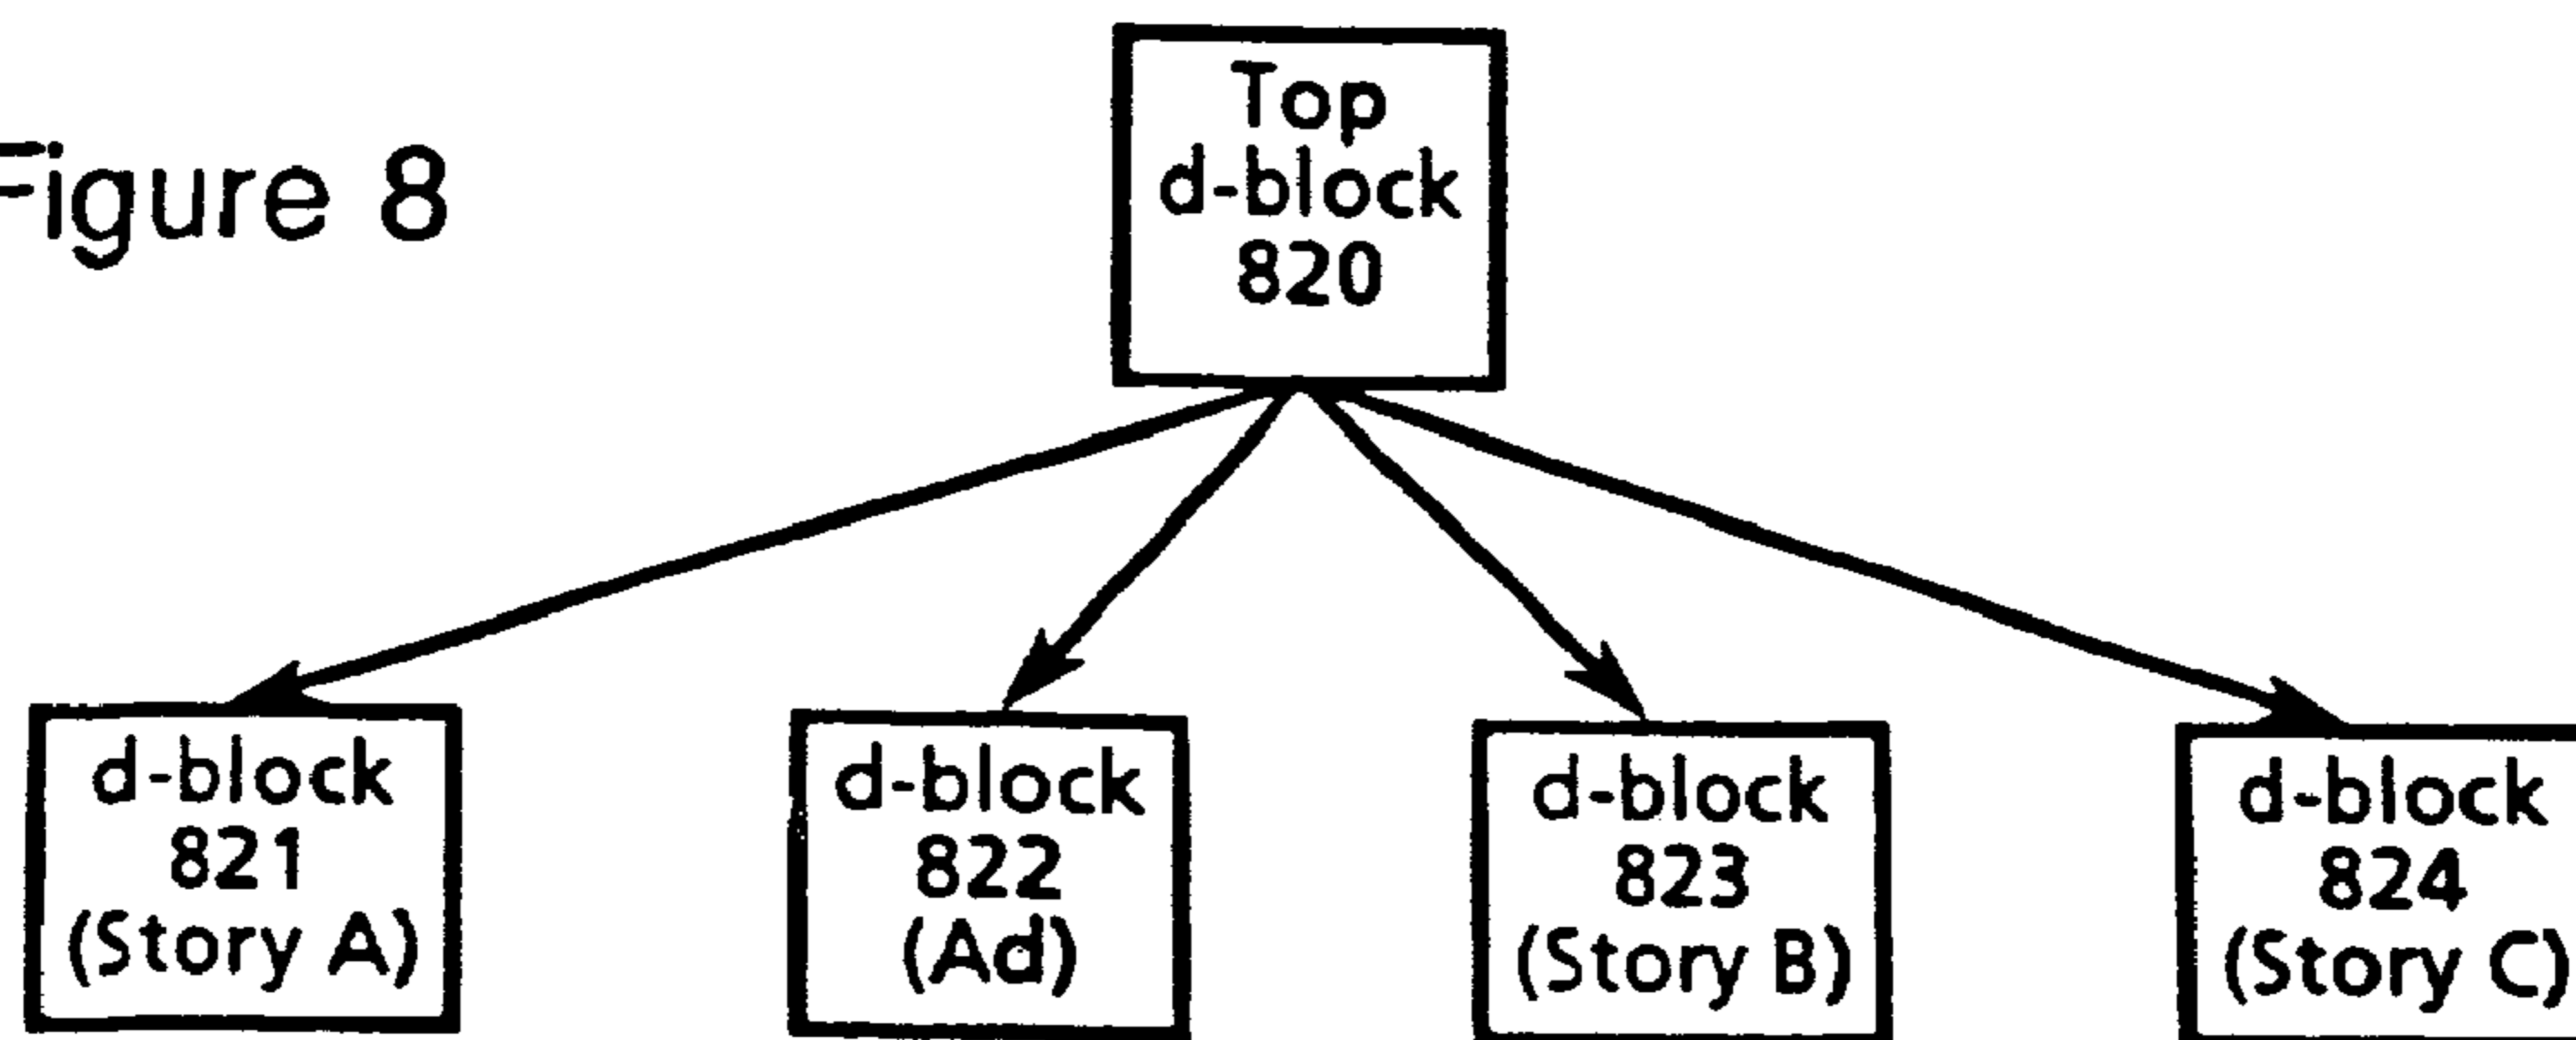 Figure 8
Top
d-block
820
d-block
821
(Story A)
d-block
822
(Ad)
d-block
823
(Story B)
d-block
824
(Story C)